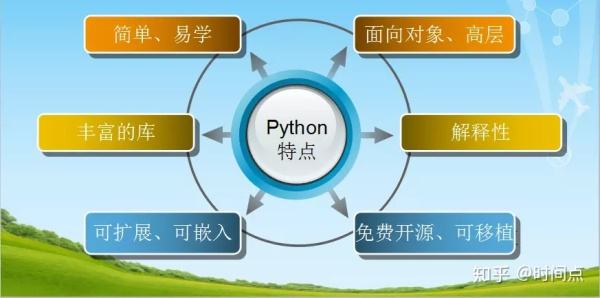 简单、易学
面向对象、高层
丰富的库
Python
特点
解释性
可扩展、可嵌入
免费开源、可移植
知乎 @时间点